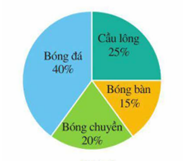 Cầu lông
25%
Bóng đá
40%
Bóng bàn
15%
Bóng chuyền
20%